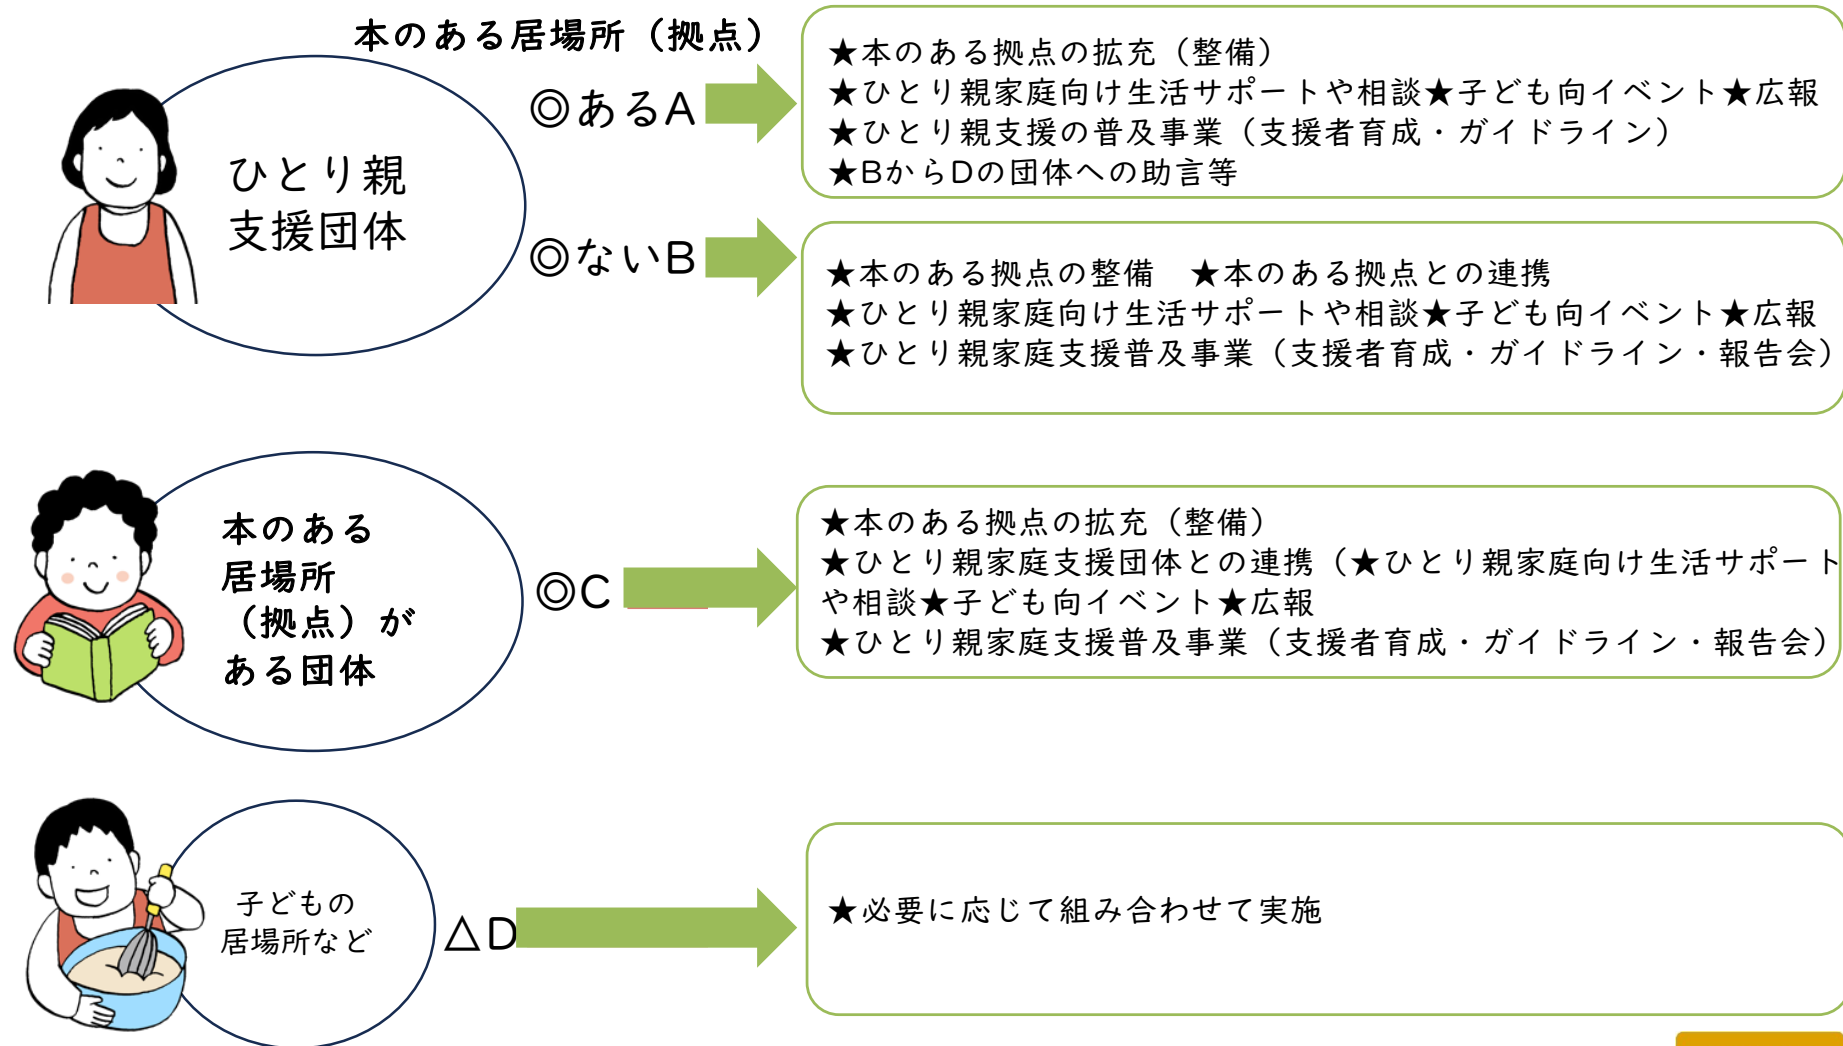 本のある居場所（拠点）
ひとり親
支援団体
◎あるA
★本のある拠点の拡充（整備）
★ひとり親家庭向け生活サポートや相談★子ども向イベント★広報
★ひとり親支援の普及事業（支援者育成・ガイドライン）
★BからDの団体への助言等
◎ないB
★本のある拠点の整備　★本のある拠点との連携
★ひとり親家庭向け生活サポートや相談★子ども向イベント★広報
★ひとり親家庭支援普及事業（支援者育成・ガイドライン・報告会）
本のある
居場所
（拠点）が
ある団体
◎C
★本のある拠点の拡充（整備）
★ひとり親家庭支援団体との連携（★ひとり親家庭向け生活サポート
や相談★子ども向イベント★広報
★ひとり親家庭支援普及事業（支援者育成・ガイドライン・報告会）
子どもの
居場所など
△D
★必要に応じて組み合わせて実施